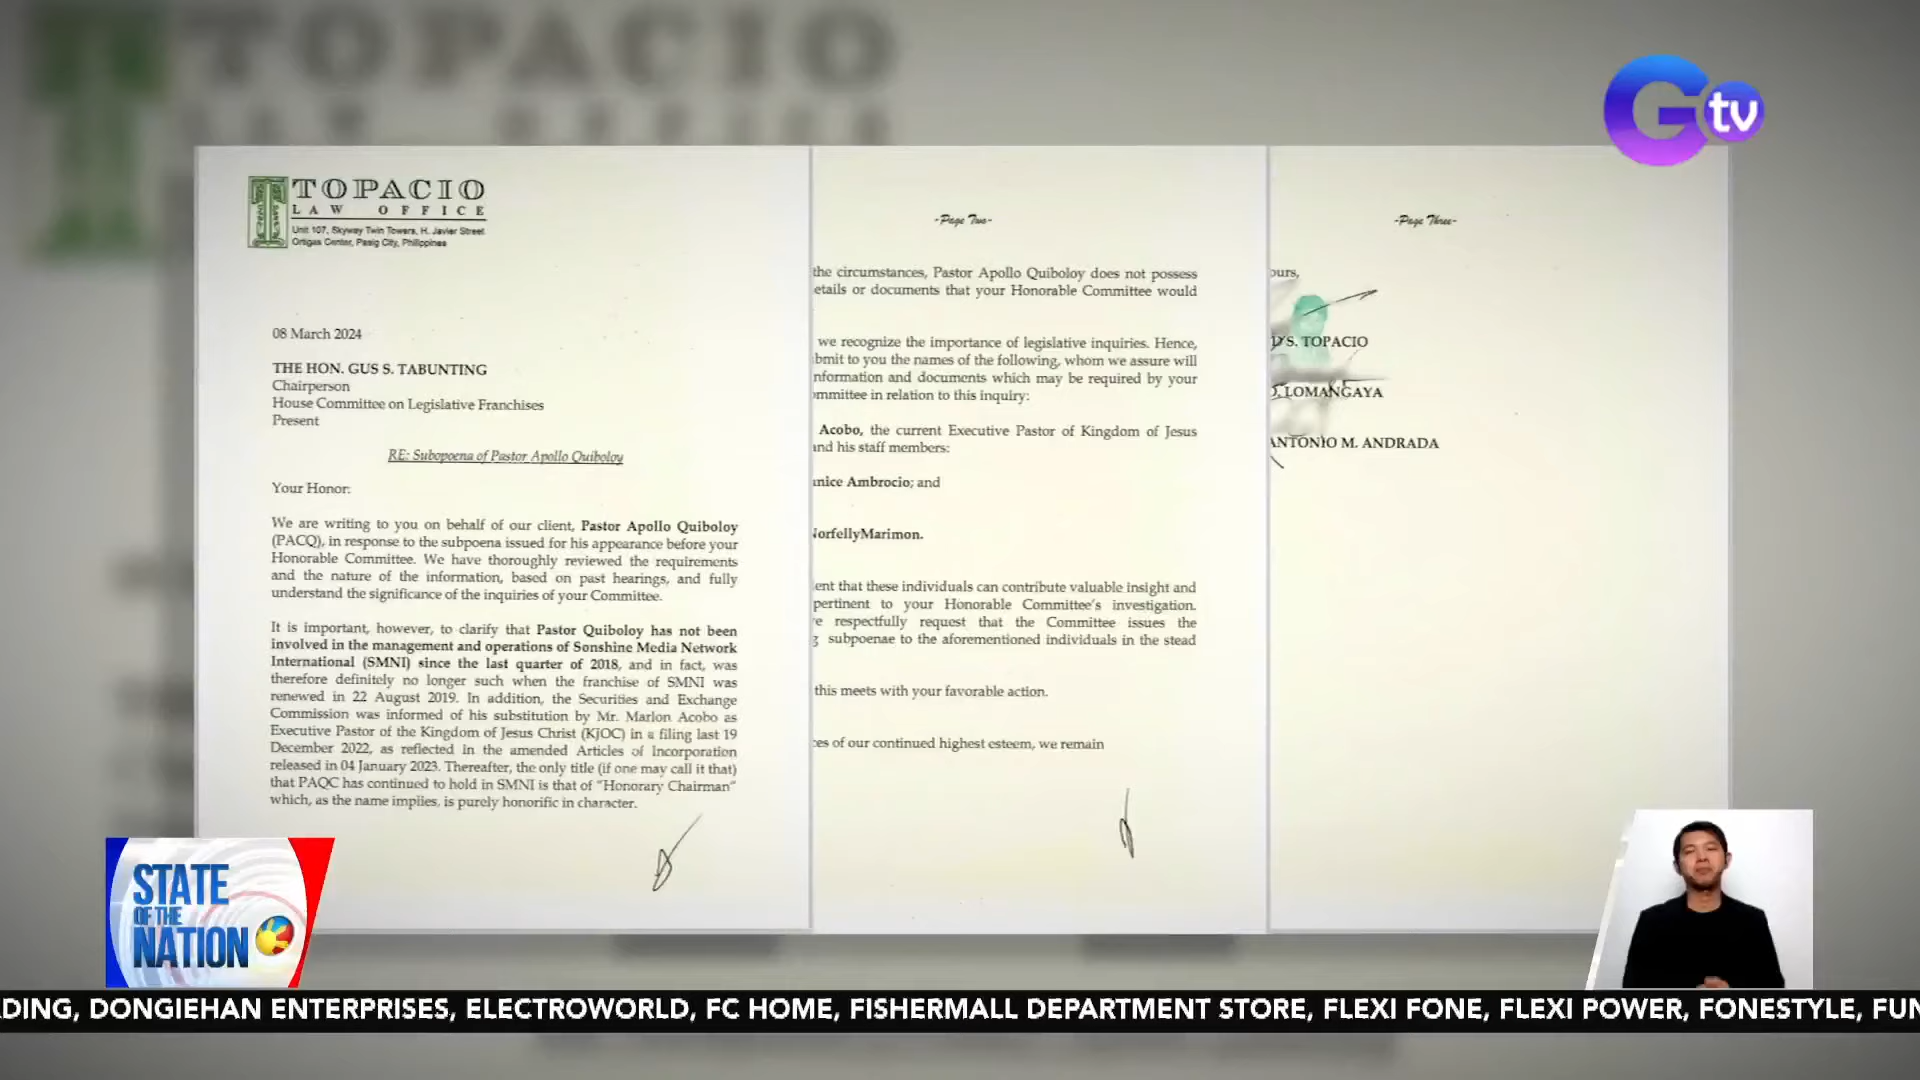 TOPACIO
LAW OFFICE
Gtv
TOPACIO
LAW OFFICE
Unit 107, Skyway Twin Towers, H. Javier Street
Ortigas Center, Pasig City, Philippines
08 March 2024
THE HON. GUS S. TABUNTING
Chairperson
House Committee on Legislative Franchises
Present
RE: Subopoena of Pastor Apollo Quiboloy
Your Honor:
We are writing to you on behalf of our client, Pastor Apollo Quiboloy
(PACQ), in response to the subpoena issued for his appearance before your
Honorable Committee. We have thoroughly reviewed the requirements
and the nature of the information, based on past hearings, and fully
understand the significance of the inquiries of your Committee.
It is important, however, to clarify that Pastor Quiboloy has not been
involved in the management and operations of Sonshine Media Network
International (SMNI) since the last quarter of 2018, and in fact, was
therefore definitely no longer such when the franchise of SMNI was
renewed in 22 August 2019. In addition, the Securities and Exchange
Commission was informed of his substitution by Mr. Marlon Acobo as
Executive Pastor of the Kingdom of Jesus Christ (KJOC) in a filing last 19
December 2022, as reflected in the amended Articles of Incorporation
released in 04 January 2023. Thereafter, the only title (if one may call it that)
that PAQC has continued to hold in SMNI is that of "Honorary Chairman"
which, as the name implies, is purely honorific in character.
-Page Two-
the circumstances, Pastor Apollo Quiboloy does not possess
etails or documents that your Honorable Committee would
we recognize the importance of legislative inquiries. Hence,
bmit to you the names of the following, whom we assure will
nformation and documents which may be required by your
ommittee in relation to this inquiry:
Acobo, the current Executive Pastor of Kingdom of Jesus
and his staff members:
nice Ambrocio; and
NorfellyMarimon.
ent that these individuals can contribute valuable insight and
pertinent to your Honorable Committee's investigation.
e respectfully request that the Committee issues the
g subpoenae to the aforementioned individuals in the stead
this meets with your favorable action.
ces of our continued highest esteem, we remain
-Page Three-
ours,
D S. TOPACIO
. LOMANGAYA
ANTONIO M. ANDRADA
STATE
OF THE
NATION
DING, DONGIEHAN ENTERPRISES, ELECTROWORLD, FC HOME, FISHERMALL DEPARTMENT STORE, FLEXI FONE, FLEXI POWER, FONESTYLE, FUN